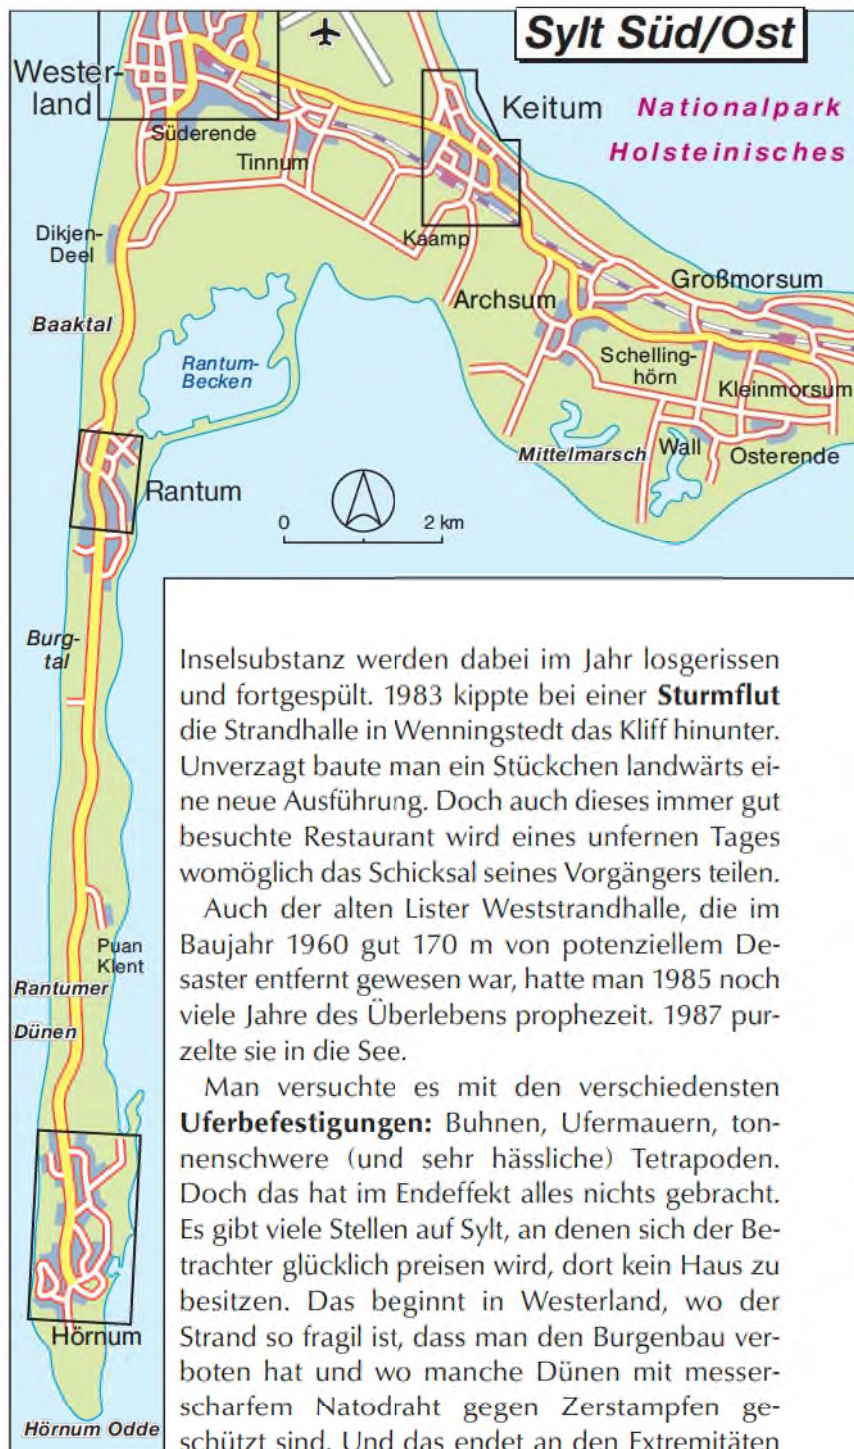 Sylt Süd/Ost
Wester-
land
Keitum
Nationalpark
Holsteinisches
Süderende
Tinnum
Dikjen-
Deel
Kaamp
Archsum
Großmorsum
Baaktal
Rantum-
Becken
Schelling-
hörn
Kleinmorsum
Mittelmarsch
Wall
Osterende
Rantum
0
2 km
Burg-
tal
Puan
Klent
Rantumer
Dünen
Hörnum
Hörnum Odde
Inselsubstanz werden dabei im Jahr losgerissen
und fortgespült. 1983 kippte bei einer Sturmflut
die Strandhalle in Wenningstedt das Kliff hinunter.
Unverzagt baute man ein Stückchen landwärts ei-
ne neue Ausführung. Doch auch dieses immer gut
besuchte Restaurant wird eines unfernen Tages
womöglich das Schicksal seines Vorgängers teilen.
Auch der alten Lister Weststrandhalle, die im
Baujahr 1960 gut 170 m von potenziellem De-
saster entfernt gewesen war, hatte man 1985 noch
viele Jahre des Überlebens prophezeit. 1987 pur-
zelte sie in die See.
Man versuchte es mit den verschiedensten
Uferbefestigungen: Buhnen, Ufermauern, ton-
nenschwere (und sehr hässliche) Tetrapoden.
Doch das hat im Endeffekt alles nichts gebracht.
Es gibt viele Stellen auf Sylt, an denen sich der Be-
trachter glücklich preisen wird, dort kein Haus zu
besitzen. Das beginnt in Westerland, wo der
Strand so fragil ist, dass man den Burgenbau ver-
boten hat und wo manche Dünen mit messer-
scharfem Natodraht gegen Zerstampfen ge-
schützt sind. Und das endet an den Extremitäten